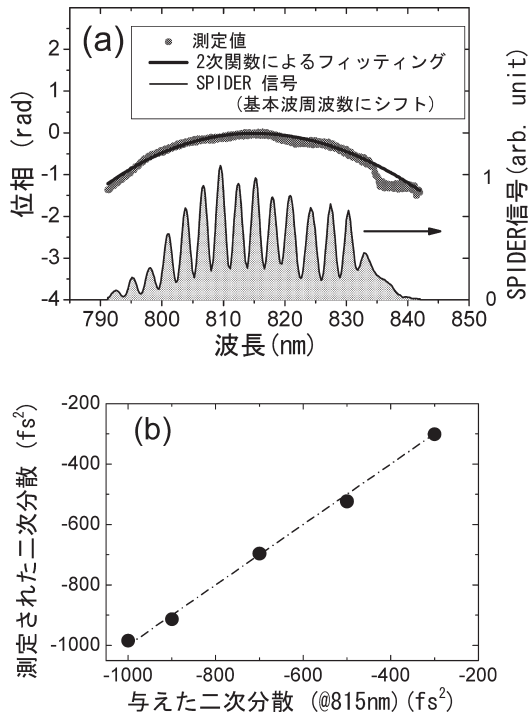 (a)
測定値
2次関数によるフィッティング
SPIDER 信号
(基本波周波数にシフト)
2
1
0
-1
-2
-3
-4
位相 (rad)
1
0
SPIDER信号(arb. unit)
790 800 810 820 830 840 850
波長(nm)
(b)
-200
-400
-600
-800
-1000
測定された二次分散 (fs²)
-1000 -800 -600 -400 -200
与えた二次分散 (@815nm)(fs²)